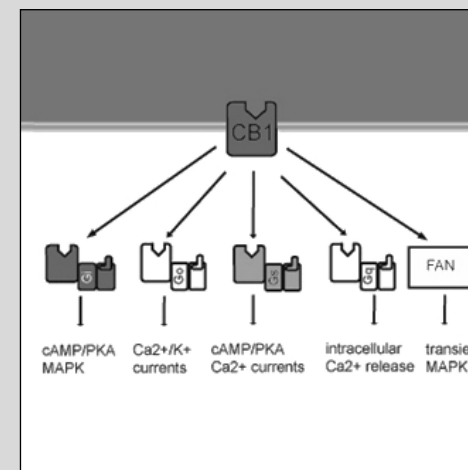 CB1
Gi
Go
Gs
Gq
FAN
cAMP/PKA
MAPK
Ca2+/K+
currents
cAMP/PKA
Ca2+ currents
intracellular
Ca2+ release
transie
MAPK